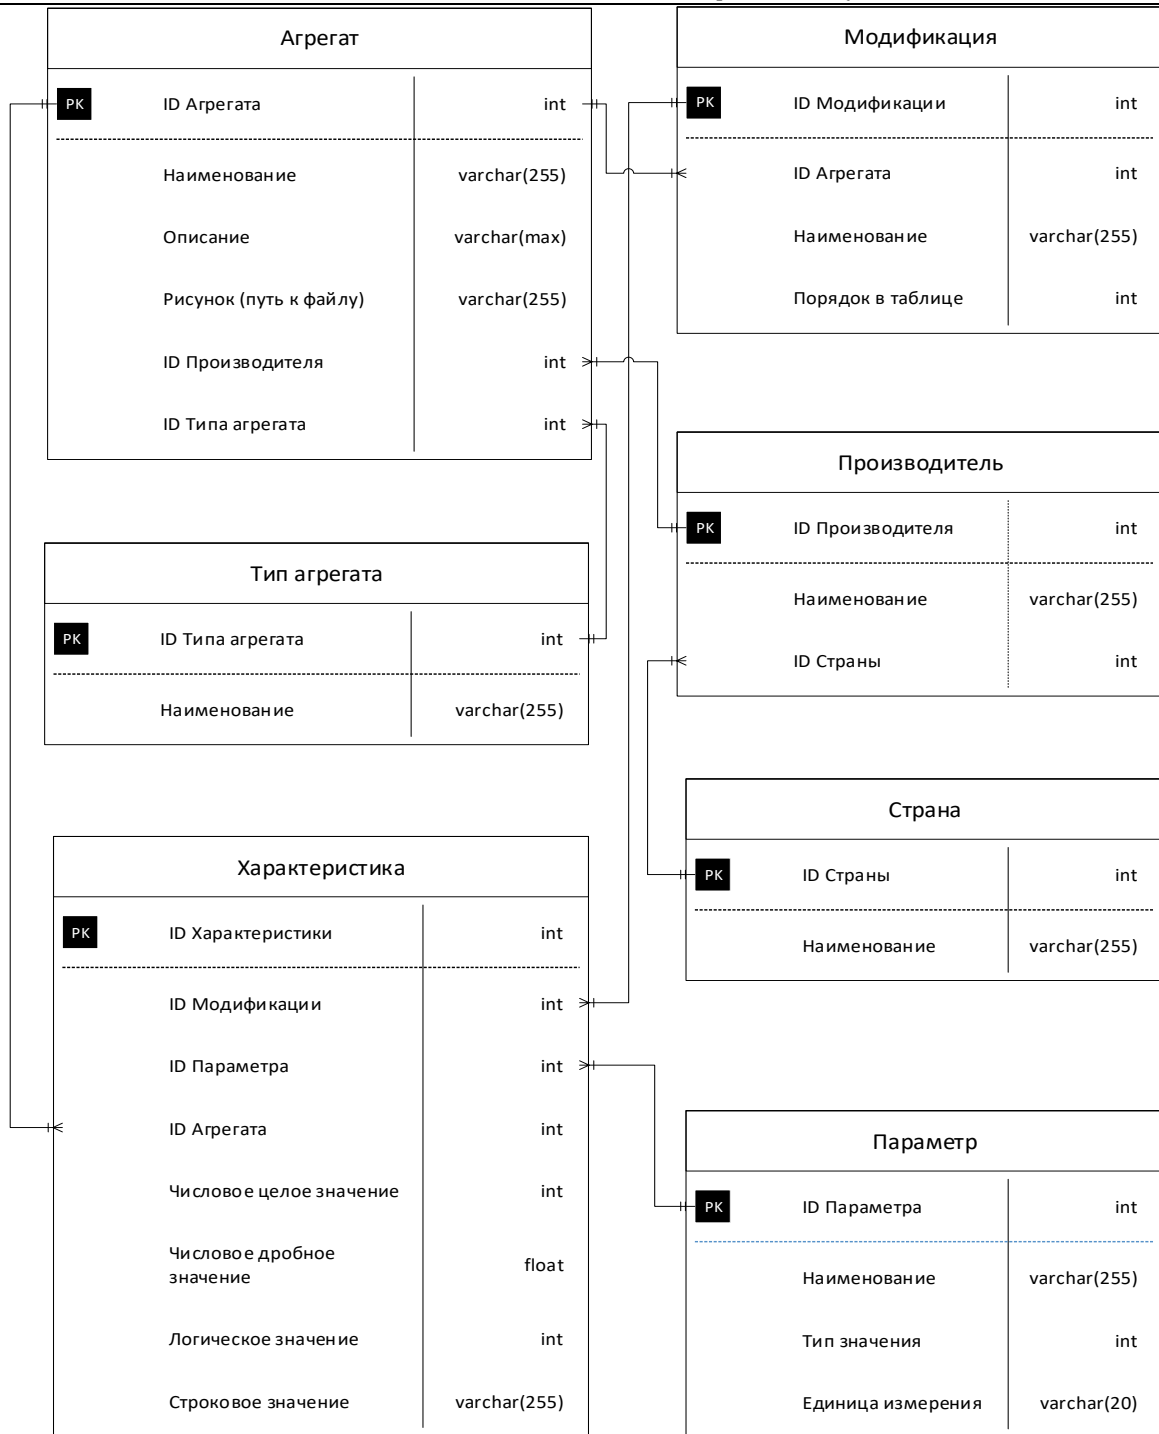 Агрегат
PK ID Агрегата int
Наименование varchar(255)
Описание varchar(max)
Рисунок (путь к файлу) varchar(255)
ID Производителя int
ID Типа агрегата int
Модификация
PK ID Модификации int
ID Агрегата int
Наименование varchar(255)
Порядок в таблице int
Производитель
PK ID Производителя int
Наименование varchar(255)
ID Страны int
Тип агрегата
PK ID Типа агрегата int
Наименование varchar(255)
Страна
PK ID Страны int
Наименование varchar(255)
Характеристика
PK ID Характеристики int
ID Модификации int
ID Параметра int
ID Агрегата int
Числовое целое значение int
Числовое дробное
значение float
Логическое значение int
Строковое значение varchar(255)
Параметр
PK ID Параметра int
Наименование varchar(255)
Тип значения int
Единица измерения varchar(20)